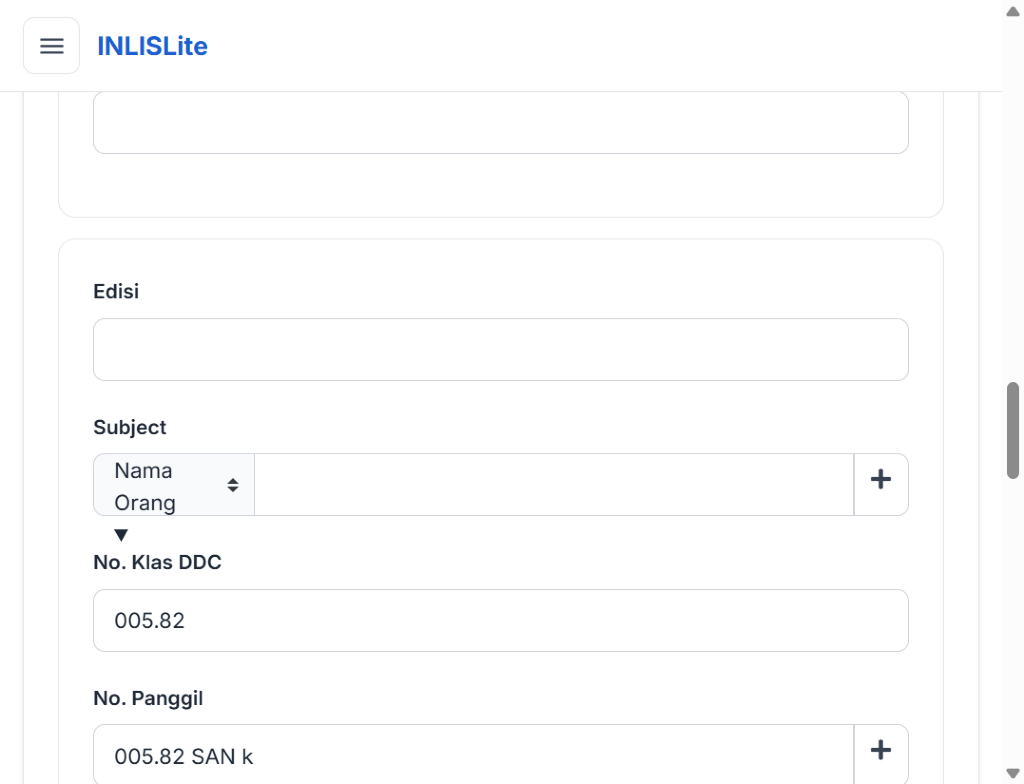 INLISLite
Edisi
Subject
Nama
Orang
No. Klas DDC
005.82
No. Panggil
005.82 SAN k